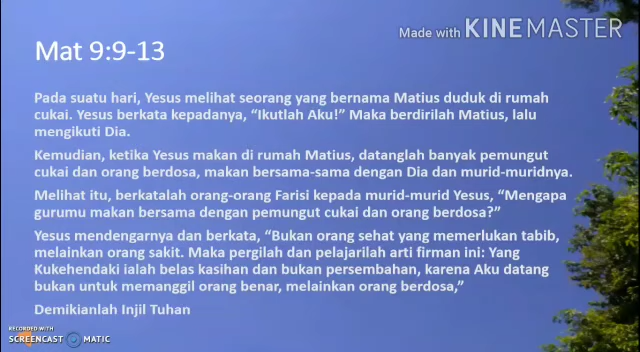 Made with KINEMASTER
Mat 9:9-13
Pada suatu hari, Yesus melihat seorang yang bernama Matius duduk di rumah
cukai. Yesus berkata kepadanya, “Ikutlah Aku!” Maka berdirilah Matius, lalu
mengikuti Dia.
Kemudian, ketika Yesus makan di rumah Matius, datanglah banyak pemungut
cukai dan orang berdosa, makan bersama-sama dengan Dia dan murid-muridnya.
Melihat itu, berkatalah orang-orang Farisi kepada murid-murid Yesus, “Mengapa
gurumu makan bersama dengan pemungut cukai dan orang berdosa?”
Yesus mendengarnya dan berkata, “Bukan orang sehat yang memerlukan tabib,
melainkan orang sakit. Maka pergilah dan pelajarilah arti firman ini: Yang
Kukehendaki ialah belas kasihan dan bukan persembahan, karena Aku datang
bukan untuk memanggil orang benar, melainkan orang berdosa,”
Demikianlah Injil Tuhan
RECORDED WITH
SCREENCAST MATIC